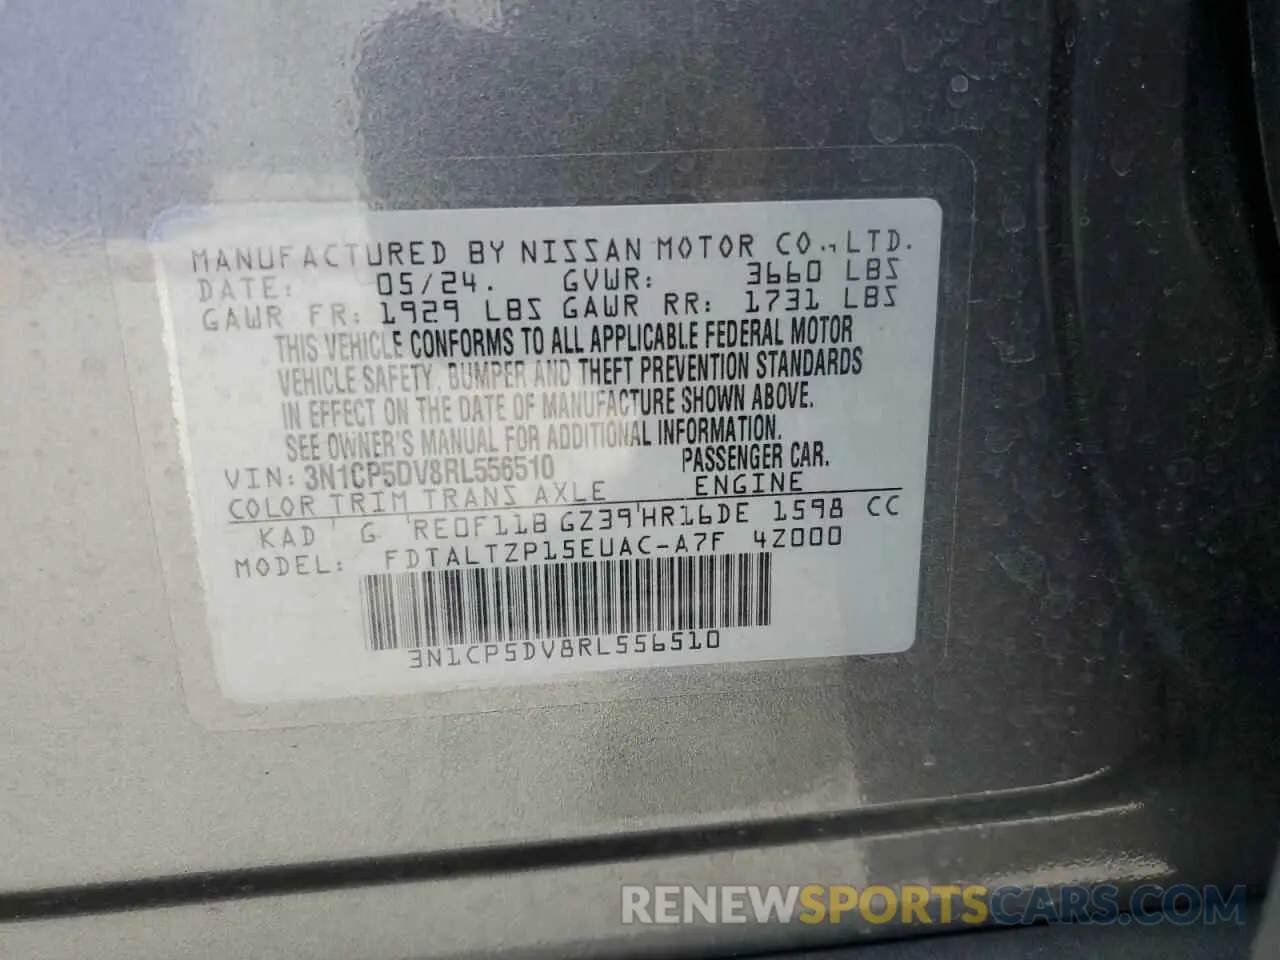 MANUFACTURED BY NISSAN MOTOR CO., LTD.
DATE: 05/24. GVWR: 3660 LBS
GAWR FR: 1929 LBS GAWR RR: 1731 LBS
THIS VEHICLE CONFORMS TO ALL APPLICABLE FEDERAL MOTOR
VEHICLE SAFETY, BUMPER AND THEFT PREVENTION STANDARDS
IN EFFECT ON THE DATE OF MANUFACTURE SHOWN ABOVE.
SEE OWNER'S MANUAL FOR ADDITIONAL INFORMATION.
VIN: 3N1CP5DV8RL556510 PASSENGER CAR.
COLOR TRIM TRANS AXLE ENGINE
KAD G RE0F11B GZ39 HR16DE 1598 CC
MODEL: FDTALTZP15EUAC-A7F 4Z000
3N1CP5DV8RL556510
RENEWSPORTSCARS.COM